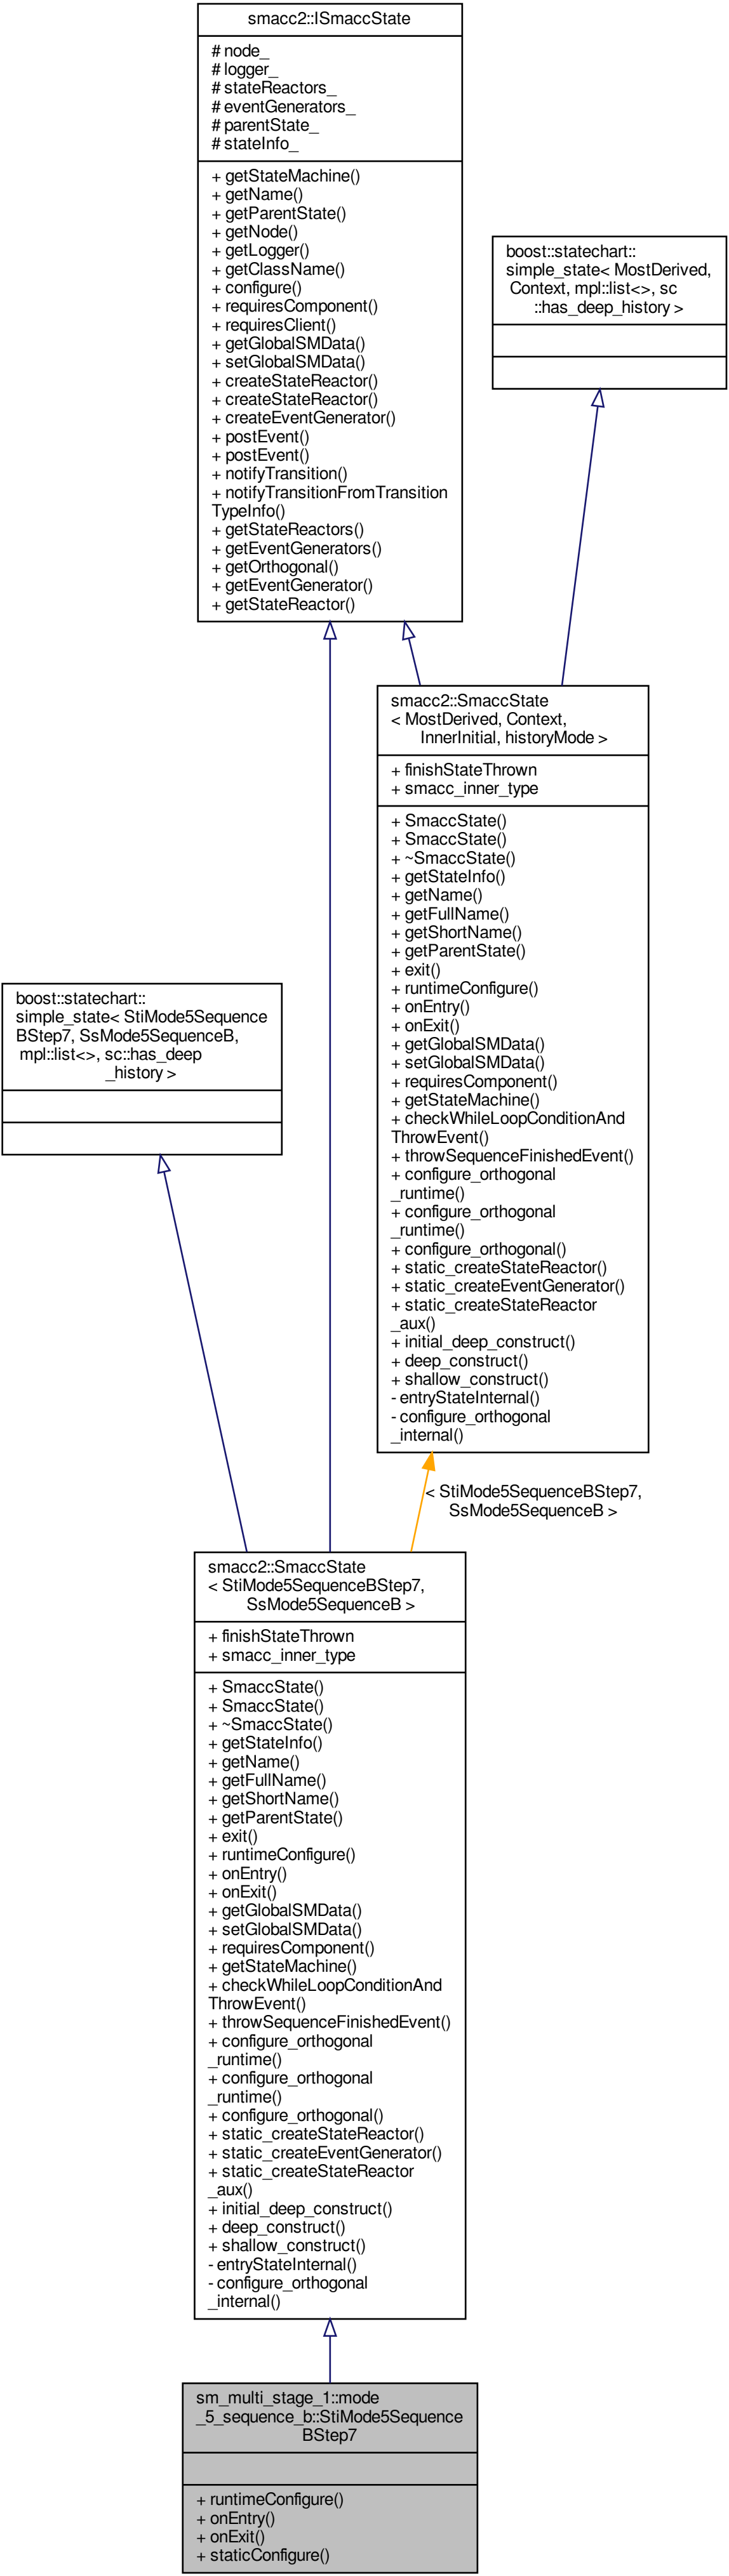 smacc2::ISmaccState
# node_
# logger_
# stateReactors_
# eventGenerators_
# parentState_
# stateInfo_
+ getStateMachine()
+ getName()
+ getParentState()
+ getNode()
+ getLogger()
+ getClassName()
+ configure()
+ requiresComponent()
+ requiresClient()
+ getGlobalSMData()
+ setGlobalSMData()
+ createStateReactor()
+ createStateReactor()
+ createEventGenerator()
+ postEvent()
+ postEvent()
+ notifyTransition()
+ notifyTransitionFromTransition
TypeInfo()
+ getStateReactors()
+ getEventGenerators()
+ getOrthogonal()
+ getEventGenerator()
+ getStateReactor()
boost::statechart::
simple_state< MostDerived,
Context, mpl::list<>, sc
::has_deep_history >
smacc2::SmaccState
< MostDerived, Context,
InnerInitial, historyMode >
+ finishStateThrown
+ smacc_inner_type
+ SmaccState()
+ SmaccState()
+ ~SmaccState()
+ getStateInfo()
+ getName()
+ getFullName()
+ getShortName()
+ getParentState()
+ exit()
+ runtimeConfigure()
+ onEntry()
+ onExit()
+ getGlobalSMData()
+ setGlobalSMData()
+ requiresComponent()
+ getStateMachine()
+ checkWhileLoopConditionAnd
ThrowEvent()
+ throwSequenceFinishedEvent()
+ configure_orthogonal
_runtime()
+ configure_orthogonal
_runtime()
+ configure_orthogonal()
+ static_createStateReactor()
+ static_createEventGenerator()
+ static_createStateReactor
_aux()
+ initial_deep_construct()
+ deep_construct()
+ shallow_construct()
- entryStateInternal()
- configure_orthogonal
_internal()
boost::statechart::
simple_state< StiMode5Sequence
BStep7, SsMode5SequenceB,
mpl::list<>, sc::has_deep
_history >
< StiMode5SequenceBStep7,
SsMode5SequenceB >
smacc2::SmaccState
< StiMode5SequenceBStep7,
SsMode5SequenceB >
+ finishStateThrown
+ smacc_inner_type
+ SmaccState()
+ SmaccState()
+ ~SmaccState()
+ getStateInfo()
+ getName()
+ getFullName()
+ getShortName()
+ getParentState()
+ exit()
+ runtimeConfigure()
+ onEntry()
+ onExit()
+ getGlobalSMData()
+ setGlobalSMData()
+ requiresComponent()
+ getStateMachine()
+ checkWhileLoopConditionAnd
ThrowEvent()
+ throwSequenceFinishedEvent()
+ configure_orthogonal
_runtime()
+ configure_orthogonal
_runtime()
+ configure_orthogonal()
+ static_createStateReactor()
+ static_createEventGenerator()
+ static_createStateReactor
_aux()
+ initial_deep_construct()
+ deep_construct()
+ shallow_construct()
- entryStateInternal()
- configure_orthogonal
_internal()
sm_multi_stage_1::mode
_5_sequence_b::StiMode5Sequence
BStep7
+ runtimeConfigure()
+ onEntry()
+ onExit()
+ staticConfigure()